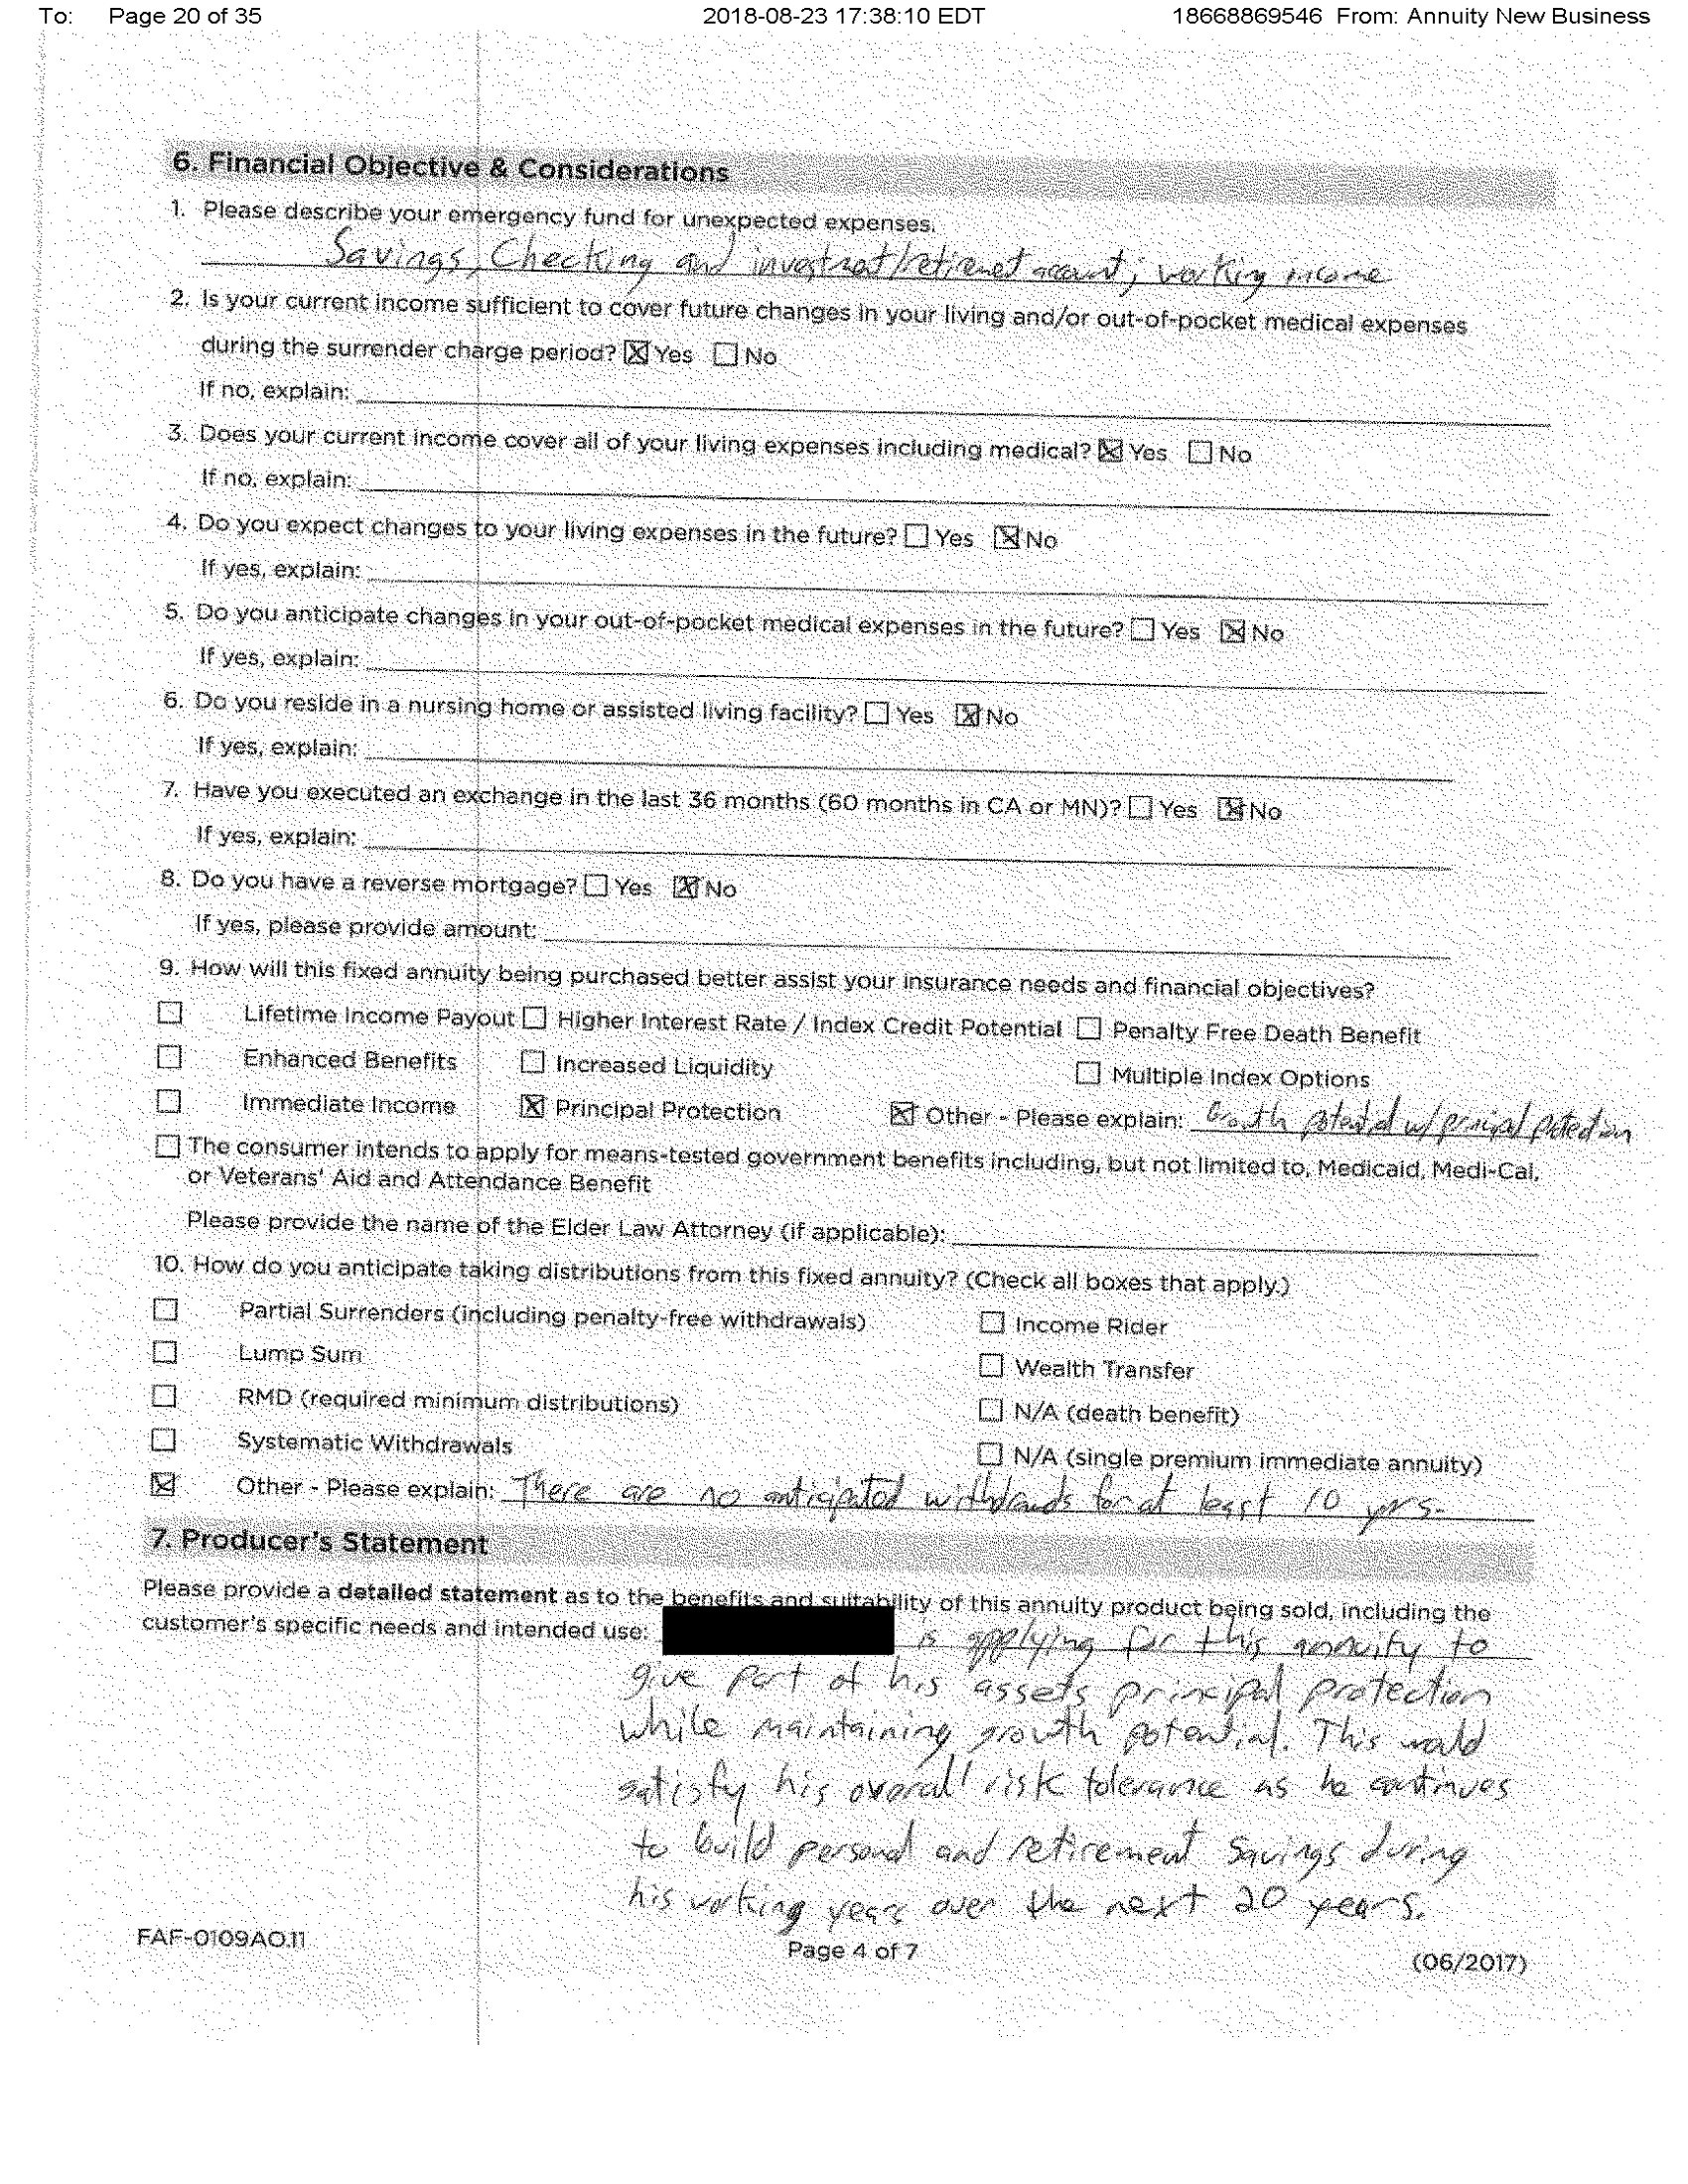 To: Page 20 of 35 2018-08-23 17:38:10 EDT 18668869546 From: Annuity New Business
6. Financial Objective & Considerations
1. Please describe your emergency fund for unexpected expenses.
Savings, Checking and investmet/retiremet account; working income
2. Is your current income sufficient to cover future changes in your living and/or out-of-pocket medical expenses
during the surrender charge period? ☒ Yes ☐ No
If no, explain:
3. Does your current income cover all of your living expenses including medical? ☒ Yes ☐ No
If no, explain:
4. Do you expect changes to your living expenses in the future? ☐ Yes ☒ No
If yes, explain:
5. Do you anticipate changes in your out-of-pocket medical expenses in the future? ☐ Yes ☒ No
If yes, explain:
6. Do you reside in a nursing home or assisted living facility? ☐ Yes ☒ No
If yes, explain:
7. Have you executed an exchange in the last 36 months (60 months in CA or MN)? ☐ Yes ☒ No
If yes, explain:
8. Do you have a reverse mortgage? ☐ Yes ☒ No
If yes, please provide amount:
9. How will this fixed annuity being purchased better assist your insurance needs and financial objectives?
☐ Lifetime Income Payout ☐ Higher Interest Rate / Index Credit Potential ☐ Penalty Free Death Benefit
☐ Enhanced Benefits ☐ Increased Liquidity ☐ Multiple Index Options
☐ Immediate Income ☒ Principal Protection ☒ Other - Please explain: Growth potential w/ principal protection
☐ The consumer intends to apply for means-tested government benefits including, but not limited to, Medicaid, Medi-Cal,
or Veterans' Aid and Attendance Benefit
Please provide the name of the Elder Law Attorney (if applicable):
10. How do you anticipate taking distributions from this fixed annuity? (Check all boxes that apply.)
☐ Partial Surrenders (including penalty-free withdrawals) ☐ Income Rider
☐ Lump Sum ☐ Wealth Transfer
☐ RMD (required minimum distributions) ☐ N/A (death benefit)
☐ Systematic Withdrawals ☐ N/A (single premium immediate annuity)
☒ Other - Please explain: There are no anticipated withdrawals for at least 10 yrs.
7. Producer's Statement
Please provide a detailed statement as to the benefits and suitability of this annuity product being sold, including the
customer's specific needs and intended use: is applying for this annuity to
give part of his assets principal protection
while maintaining growth potential. This would
satisfy his overall risk tolerance as he continues
to build personal and retirement savings during
his working years over the next 20 years.
FAF-0109AO.11 Page 4 of 7 (06/2017)